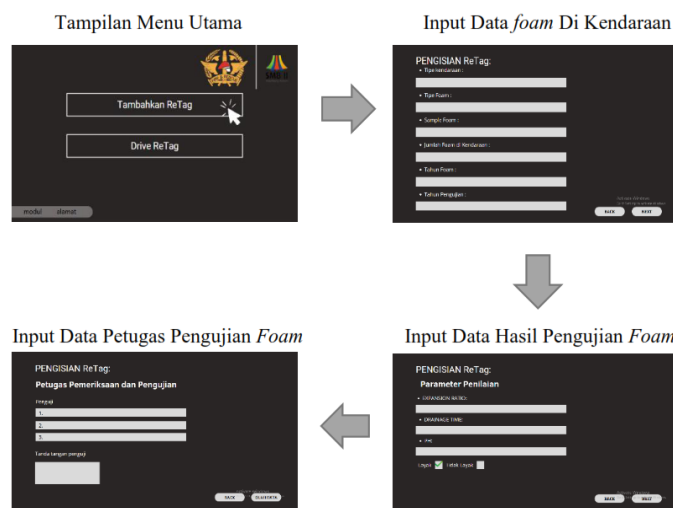 Tampilan Menu Utama
Tambahkan ReTag
Drive ReTag
modul alamat
Input Data foam Di Kendaraan
PENGISIAN ReTag:
• Tipe kendaraan :
• Tipe Foam :
• Sample Foam :
• Jumlah Foam di Kendaraan :
• Tahun Foam :
• Tahun Pengujian :
BACK NEXT
Input Data Hasil Pengujian Foam
PENGISIAN ReTag:
Parameter Penilaian
• EXPANSION RATIO:
• DRAINAGE TIME:
• PH:
Layak Tidak Layak
BACK NEXT
Input Data Petugas Pengujian Foam
PENGISIAN ReTag:
Petugas Pemeriksaan dan Pengujian
Penguji
1.
2.
3.
Tanda tangan penguji
BACK